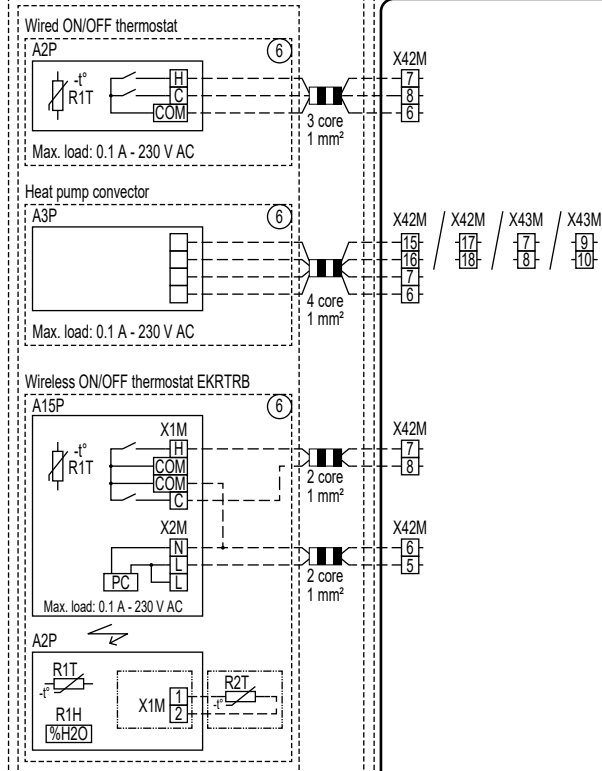 Wired ON/OFF thermostat
A2P
6
-t°
R1T
H
C
COM
Max. load: 0.1 A - 230 V AC
3 core
1 mm²
X42M
7
8
6
Heat pump convector
A3P
6
Max. load: 0.1 A - 230 V AC
4 core
1 mm²
X42M / X42M / X43M / X43M
15 17 7 9
16 18 8 10
7
6
Wireless ON/OFF thermostat EKRTRB
A15P
6
X1M
-t°
R1T
H
COM
COM
C
2 core
1 mm²
X42M
7
8
X2M
N
L
L
PC
Max. load: 0.1 A - 230 V AC
2 core
1 mm²
X42M
6
5
A2P
R1T
-t°
R1H
%H2O
X1M
1
2
R2T
-t°